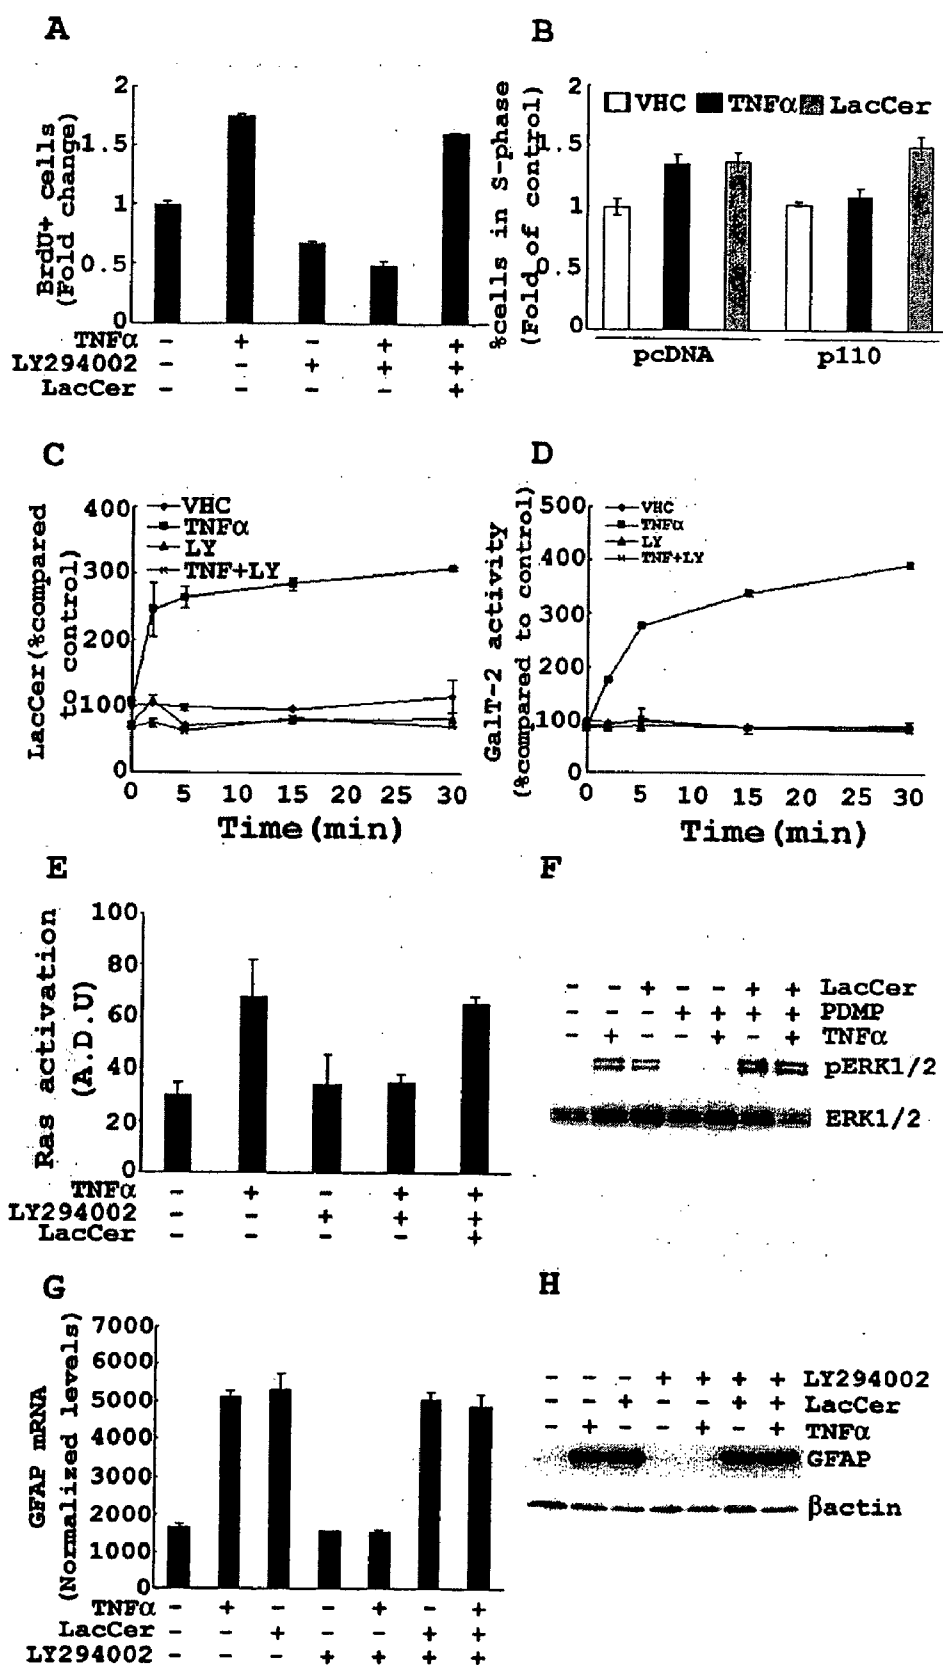 A
BrdU+ cells
(Fold change)
2
1.5
1
0.5
0
TNFα - + - + +
LY294002 - - + + +
LacCer - - - - +
B
%cells in S-phase
(Fold of control)
2
1.5
1
0.5
0
VHC TNFα LacCer
pcDNA p110
C
LacCer(%compared
to control)
400
300
200
100
0
VHC
TNFα
LY
TNF+LY
0 5 10 15 20 25 30
Time(min)
D
GalT-2 activity
(%compared to control)
500
400
300
200
100
0
VHC
TNFα
LY
TNF+LY
0 5 10 15 20 25 30
Time(min)
E
Ras activation
(A.D.U)
100
80
60
40
20
0
TNFα - + - + +
LY294002 - - + + +
LacCer - - - - +
F
- - + - - + + LacCer
- - - + + + + PDMP
- + - - + - + TNFα
pERK1/2
ERK1/2
G
GFAP mRNA
(Normalized levels)
7000
6000
5000
4000
3000
2000
1000
0
TNFα - + - - + - +
LacCer - - + - - + +
LY294002 - - - + + + +
H
- - - + + + + LY294002
- - + - - + + LacCer
- + - - + - + TNFα
GFAP
βactin